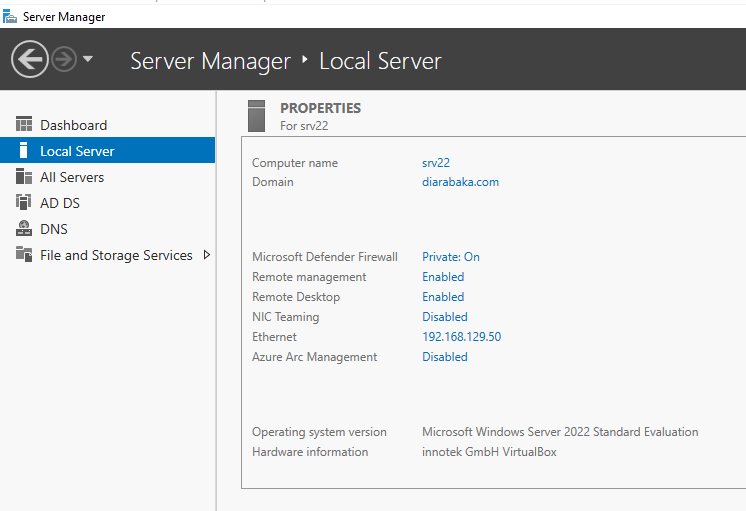 Server Manager
Server Manager ‣ Local Server
Dashboard
Local Server
All Servers
AD DS
DNS
File and Storage Services
PROPERTIES
For srv22
Computer name srv22
Domain diarabaka.com
Microsoft Defender Firewall Private: On
Remote management Enabled
Remote Desktop Enabled
NIC Teaming Disabled
Ethernet 192.168.129.50
Azure Arc Management Disabled
Operating system version Microsoft Windows Server 2022 Standard Evaluation
Hardware information innotek GmbH VirtualBox